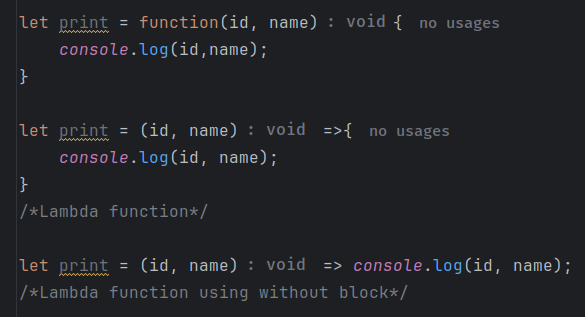 let print = function(id, name) : void { no usages
console.log(id,name);
}
let print = (id, name) : void =>{ no usages
console.log(id, name);
}
/*Lambda function*/
let print = (id, name) : void => console.log(id, name);
/*Lambda function using without block*/